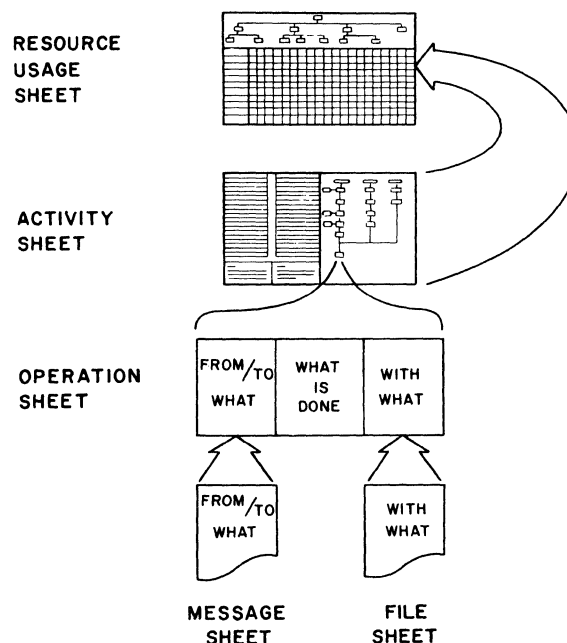 RESOURCE
USAGE
SHEET
ACTIVITY
SHEET
OPERATION
SHEET
FROM/TO
WHAT
WHAT
IS
DONE
WITH
WHAT
FROM/TO
WHAT
WITH
WHAT
MESSAGE
SHEET
FILE
SHEET